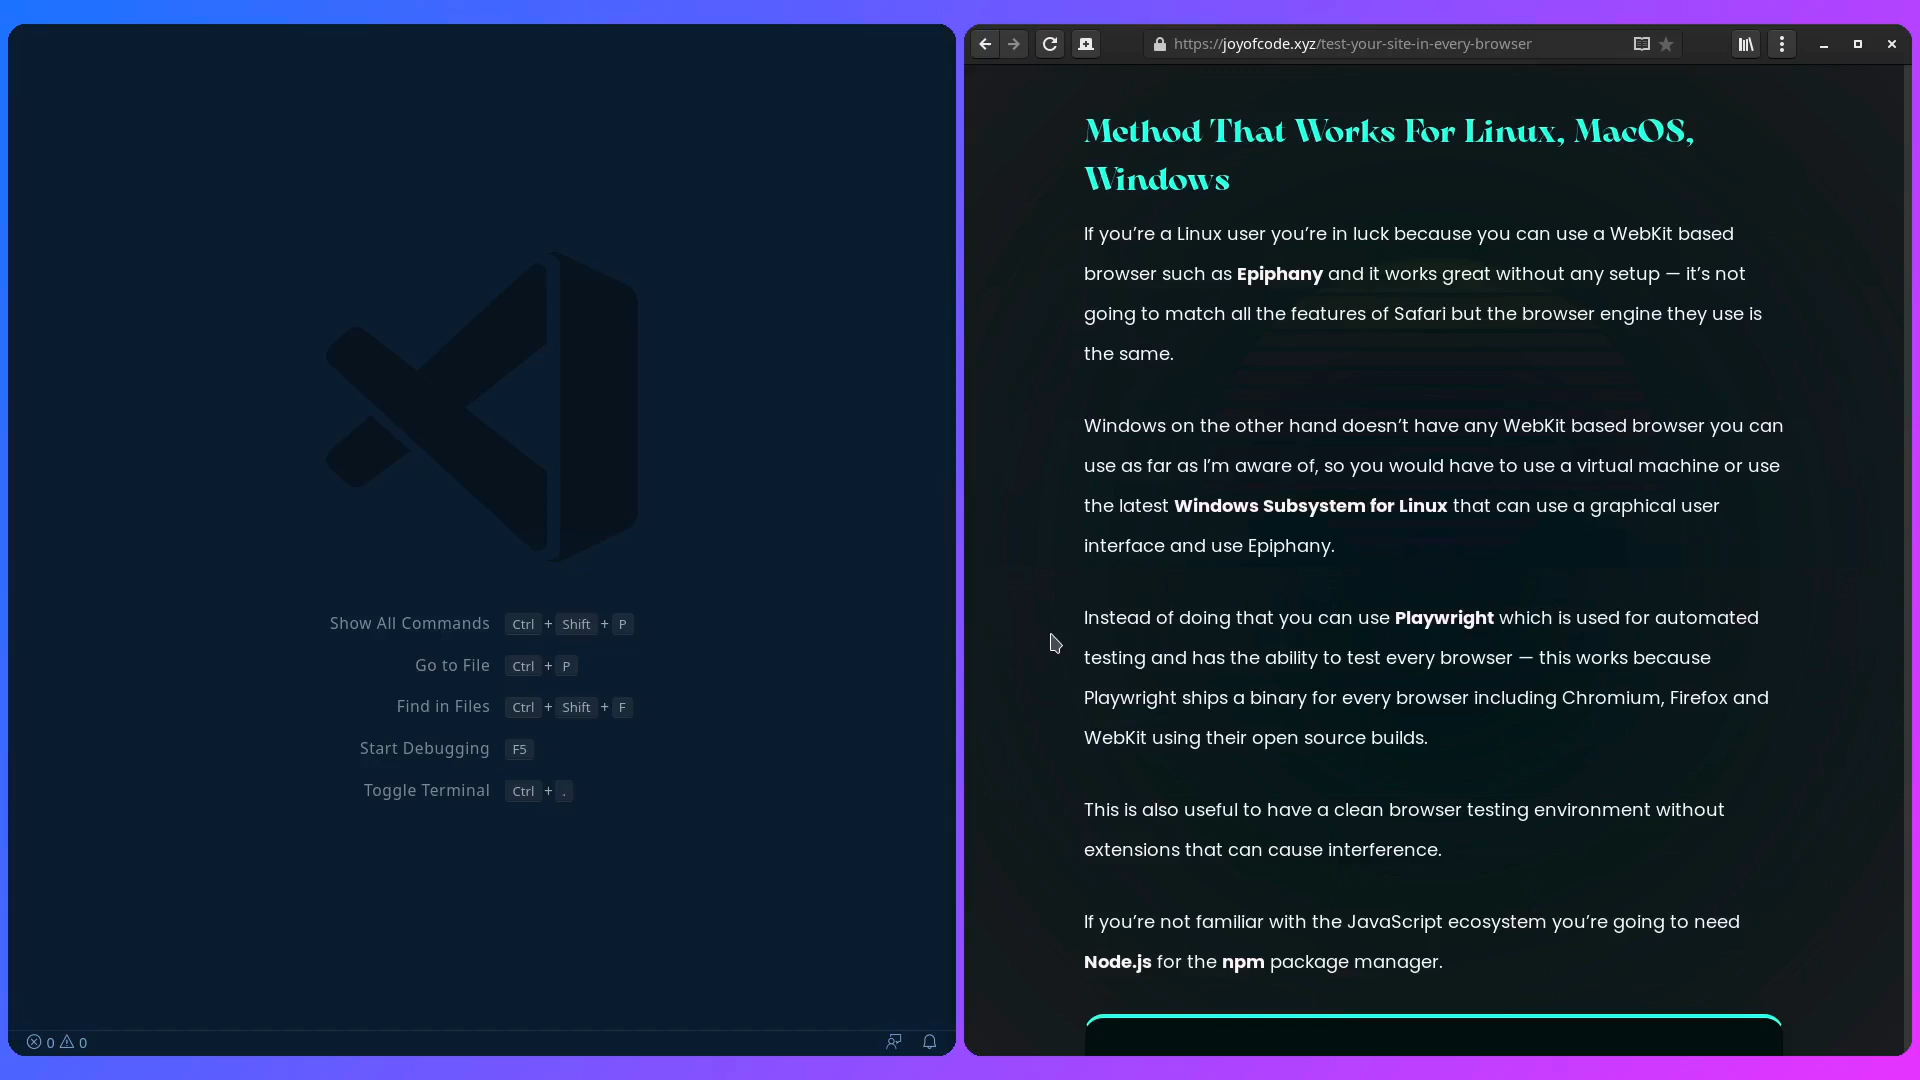 Show All Commands Ctrl + Shift + P
Go to File Ctrl + P
Find in Files Ctrl + Shift + F
Start Debugging F5
Toggle Terminal Ctrl + .
0 0
https://joyofcode.xyz/test-your-site-in-every-browser
Method That Works For Linux, MacOS,
Windows
If you’re a Linux user you’re in luck because you can use a WebKit based
browser such as Epiphany and it works great without any setup — it’s not
going to match all the features of Safari but the browser engine they use is
the same.
Windows on the other hand doesn’t have any WebKit based browser you can
use as far as I’m aware of, so you would have to use a virtual machine or use
the latest Windows Subsystem for Linux that can use a graphical user
interface and use Epiphany.
Instead of doing that you can use Playwright which is used for automated
testing and has the ability to test every browser — this works because
Playwright ships a binary for every browser including Chromium, Firefox and
WebKit using their open source builds.
This is also useful to have a clean browser testing environment without
extensions that can cause interference.
If you’re not familiar with the JavaScript ecosystem you’re going to need
Node.js for the npm package manager.